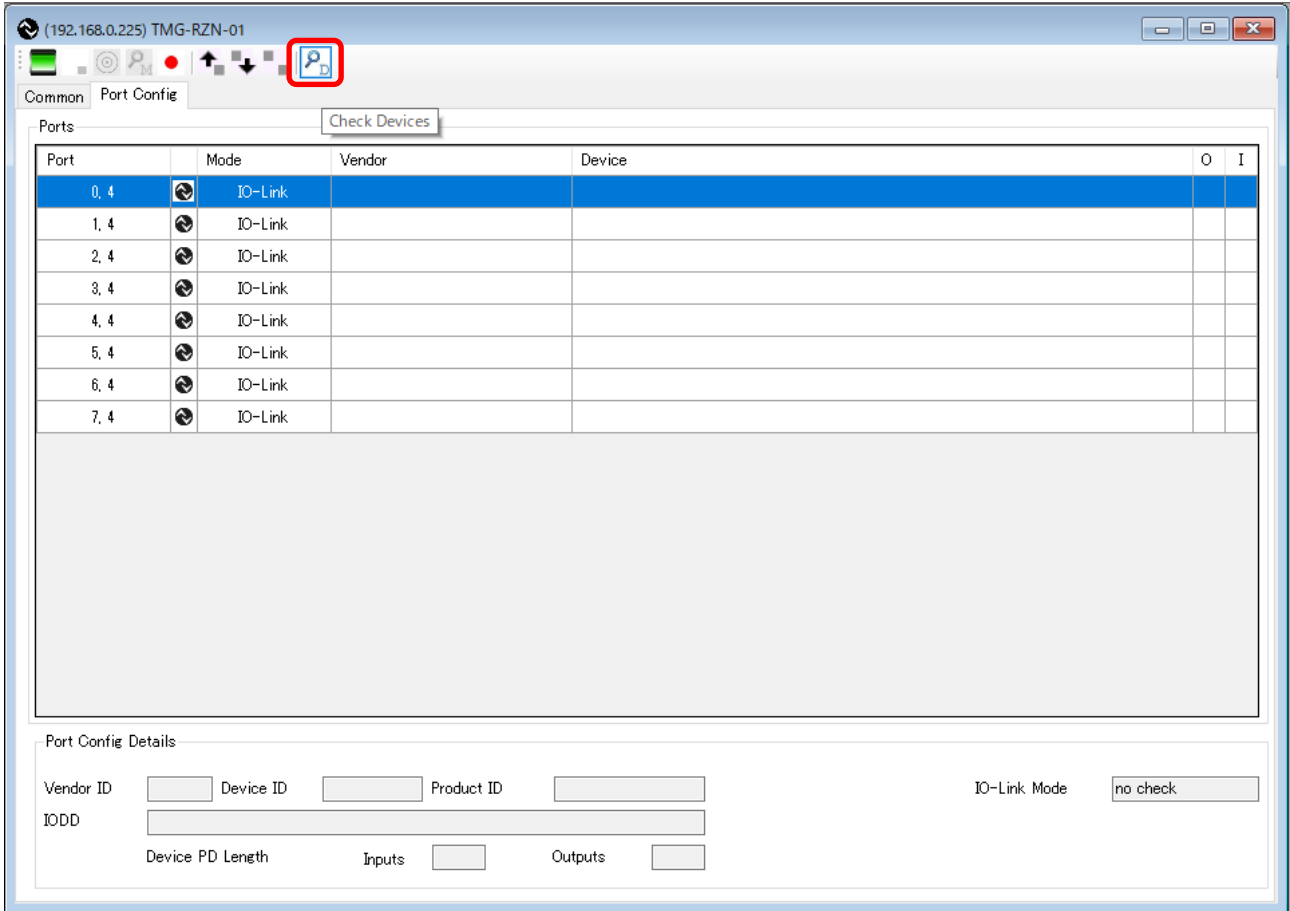 (192.168.0.225) TMG-RZN-01
M D
Common Port Config
Check Devices
Ports
Port Mode Vendor Device O I
0, 4 IO-Link
1, 4 IO-Link
2, 4 IO-Link
3, 4 IO-Link
4, 4 IO-Link
5, 4 IO-Link
6, 4 IO-Link
7, 4 IO-Link
Port Config Details
Vendor ID Device ID Product ID IO-Link Mode no check
IODD
Device PD Length Inputs Outputs